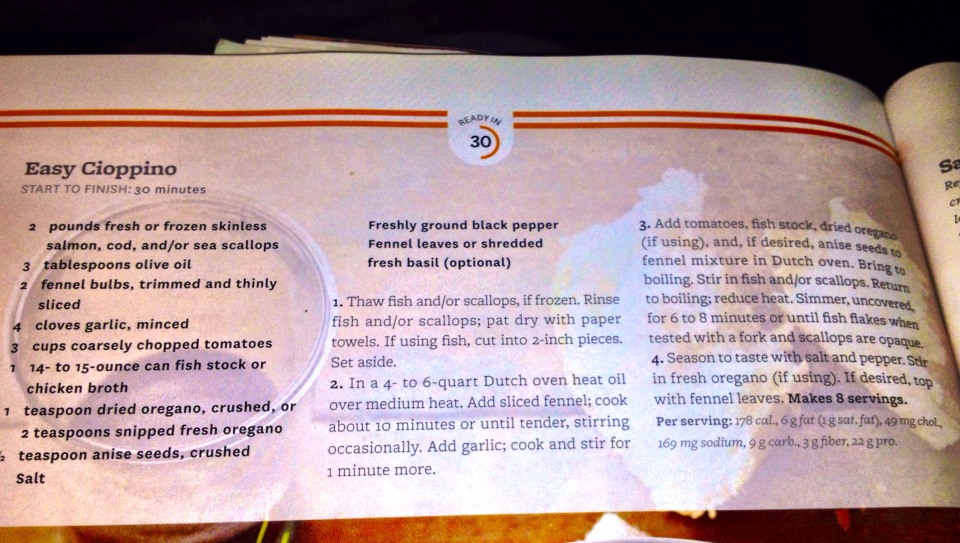 READY IN
30
Easy Cioppino
START TO FINISH: 30 minutes
2 pounds fresh or frozen skinless
salmon, cod, and/or sea scallops
3 tablespoons olive oil
2 fennel bulbs, trimmed and thinly
sliced
4 cloves garlic, minced
3 cups coarsely chopped tomatoes
1 14- to 15-ounce can fish stock or
chicken broth
1 teaspoon dried oregano, crushed, or
2 teaspoons snipped fresh oregano
½ teaspoon anise seeds, crushed
Salt
Freshly ground black pepper
Fennel leaves or shredded
fresh basil (optional)
1. Thaw fish and/or scallops, if frozen. Rinse
fish and/or scallops; pat dry with paper
towels. If using fish, cut into 2-inch pieces.
Set aside.
2. In a 4- to 6-quart Dutch oven heat oil
over medium heat. Add sliced fennel; cook
about 10 minutes or until tender, stirring
occasionally. Add garlic; cook and stir for
1 minute more.
3. Add tomatoes, fish stock, dried oregano
(if using), and, if desired, anise seeds to
fennel mixture in Dutch oven. Bring to
boiling. Stir in fish and/or scallops. Return
to boiling; reduce heat. Simmer, uncovered,
for 6 to 8 minutes or until fish flakes when
tested with a fork and scallops are opaque.
4. Season to taste with salt and pepper. Stir
in fresh oregano (if using). If desired, top
with fennel leaves. Makes 8 servings.
Per serving: 178 cal., 6 g fat (1 g sat. fat), 49 mg chol.,
169 mg sodium, 9 g carb., 3 g fiber, 22 g pro.